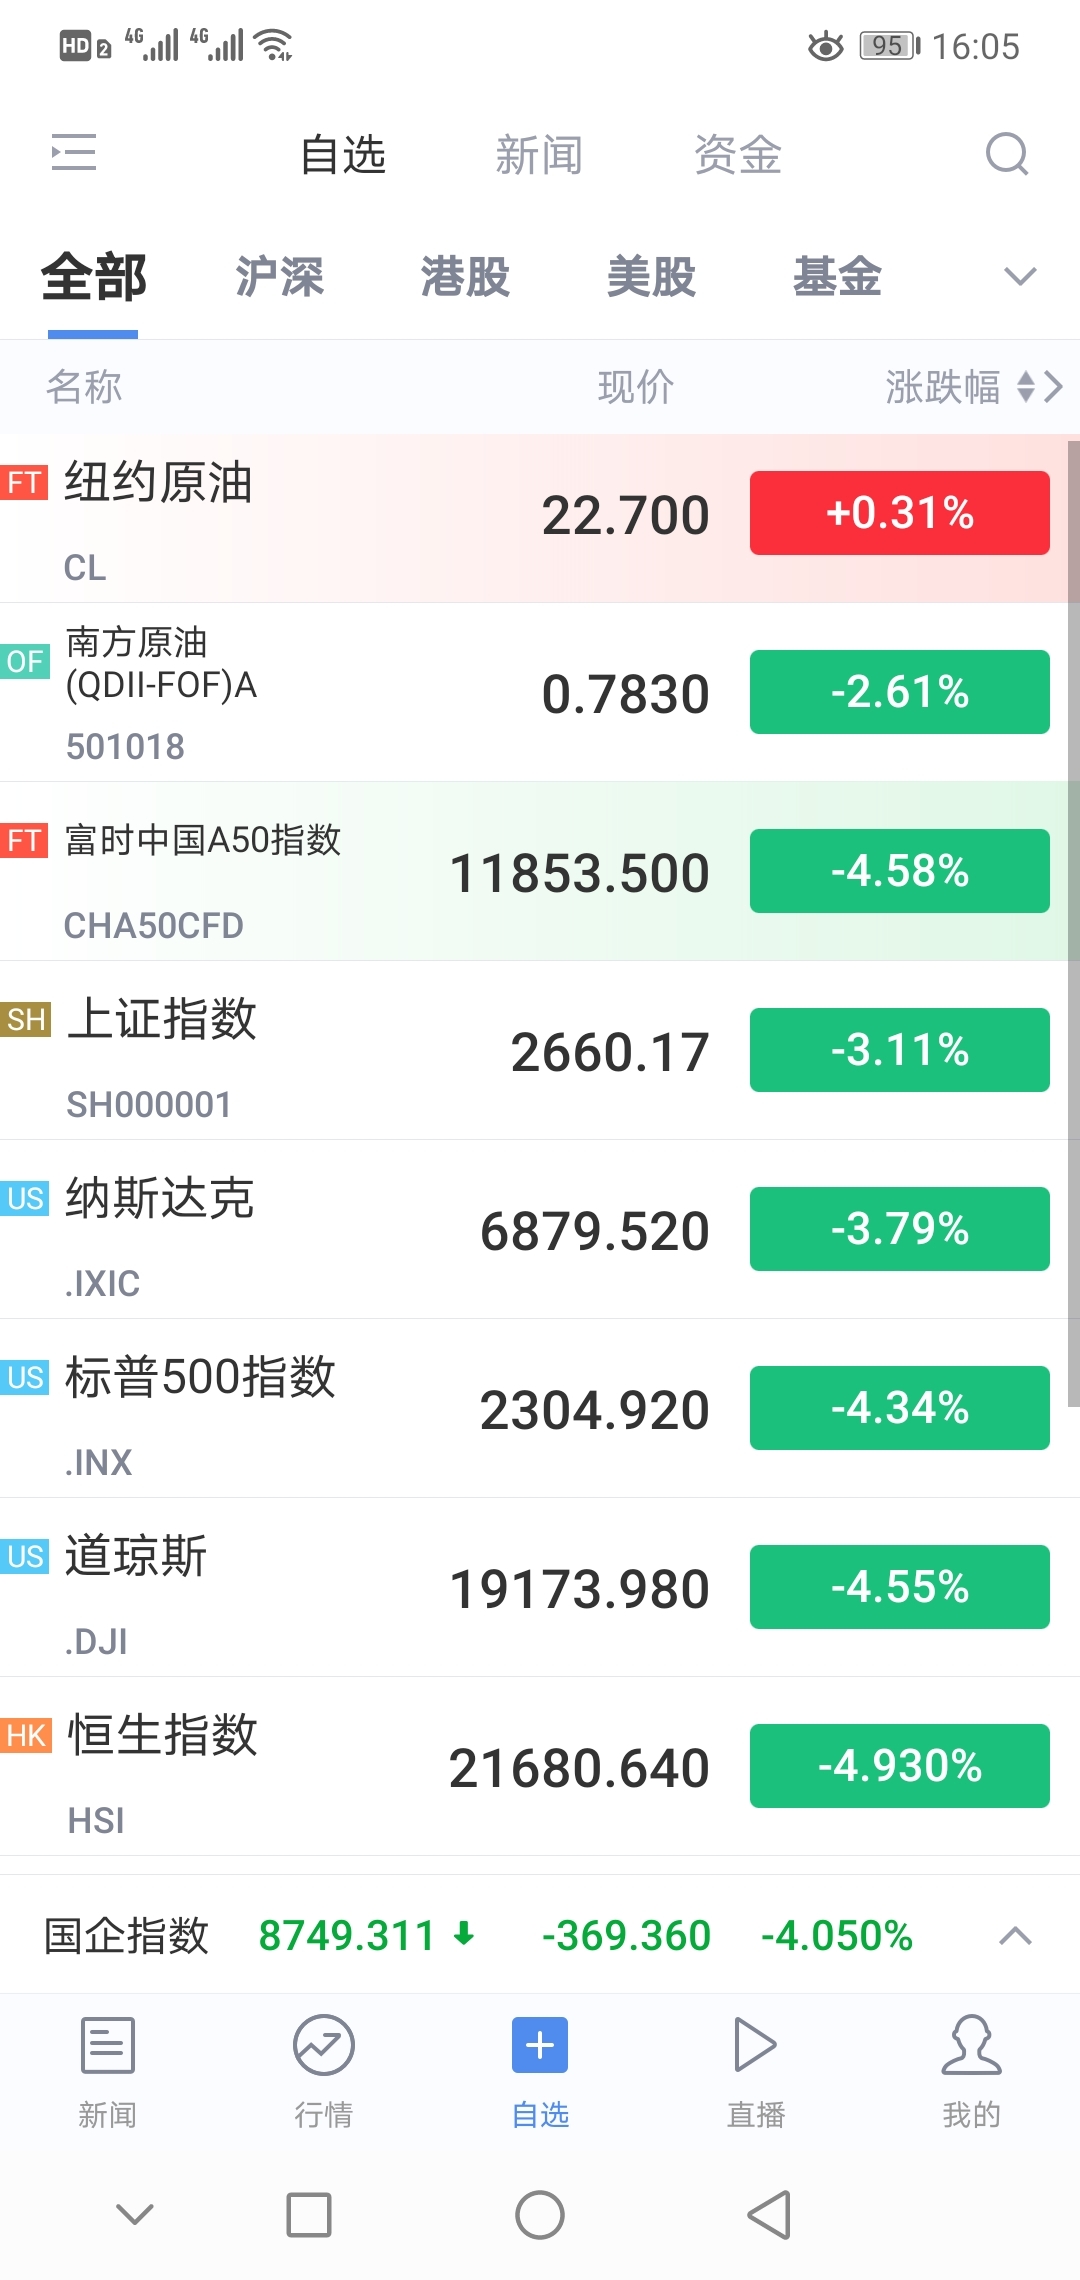 HD 2 4G 4G 95 16:05
自选 新闻 资金
全部 沪深 港股 美股 基金
名称 现价 涨跌幅
FT 纽约原油 22.700 +0.31%
CL
OF 南方原油
(QDII-FOF)A 0.7830 -2.61%
501018
FT 富时中国A50指数 11853.500 -4.58%
CHA50CFD
SH 上证指数 2660.17 -3.11%
SH000001
US 纳斯达克 6879.520 -3.79%
.IXIC
US 标普500指数 2304.920 -4.34%
.INX
US 道琼斯 19173.980 -4.55%
.DJI
HK 恒生指数 21680.640 -4.930%
HSI
国企指数 8749.311 -369.360 -4.050%
新闻 行情 自选 直播 我的